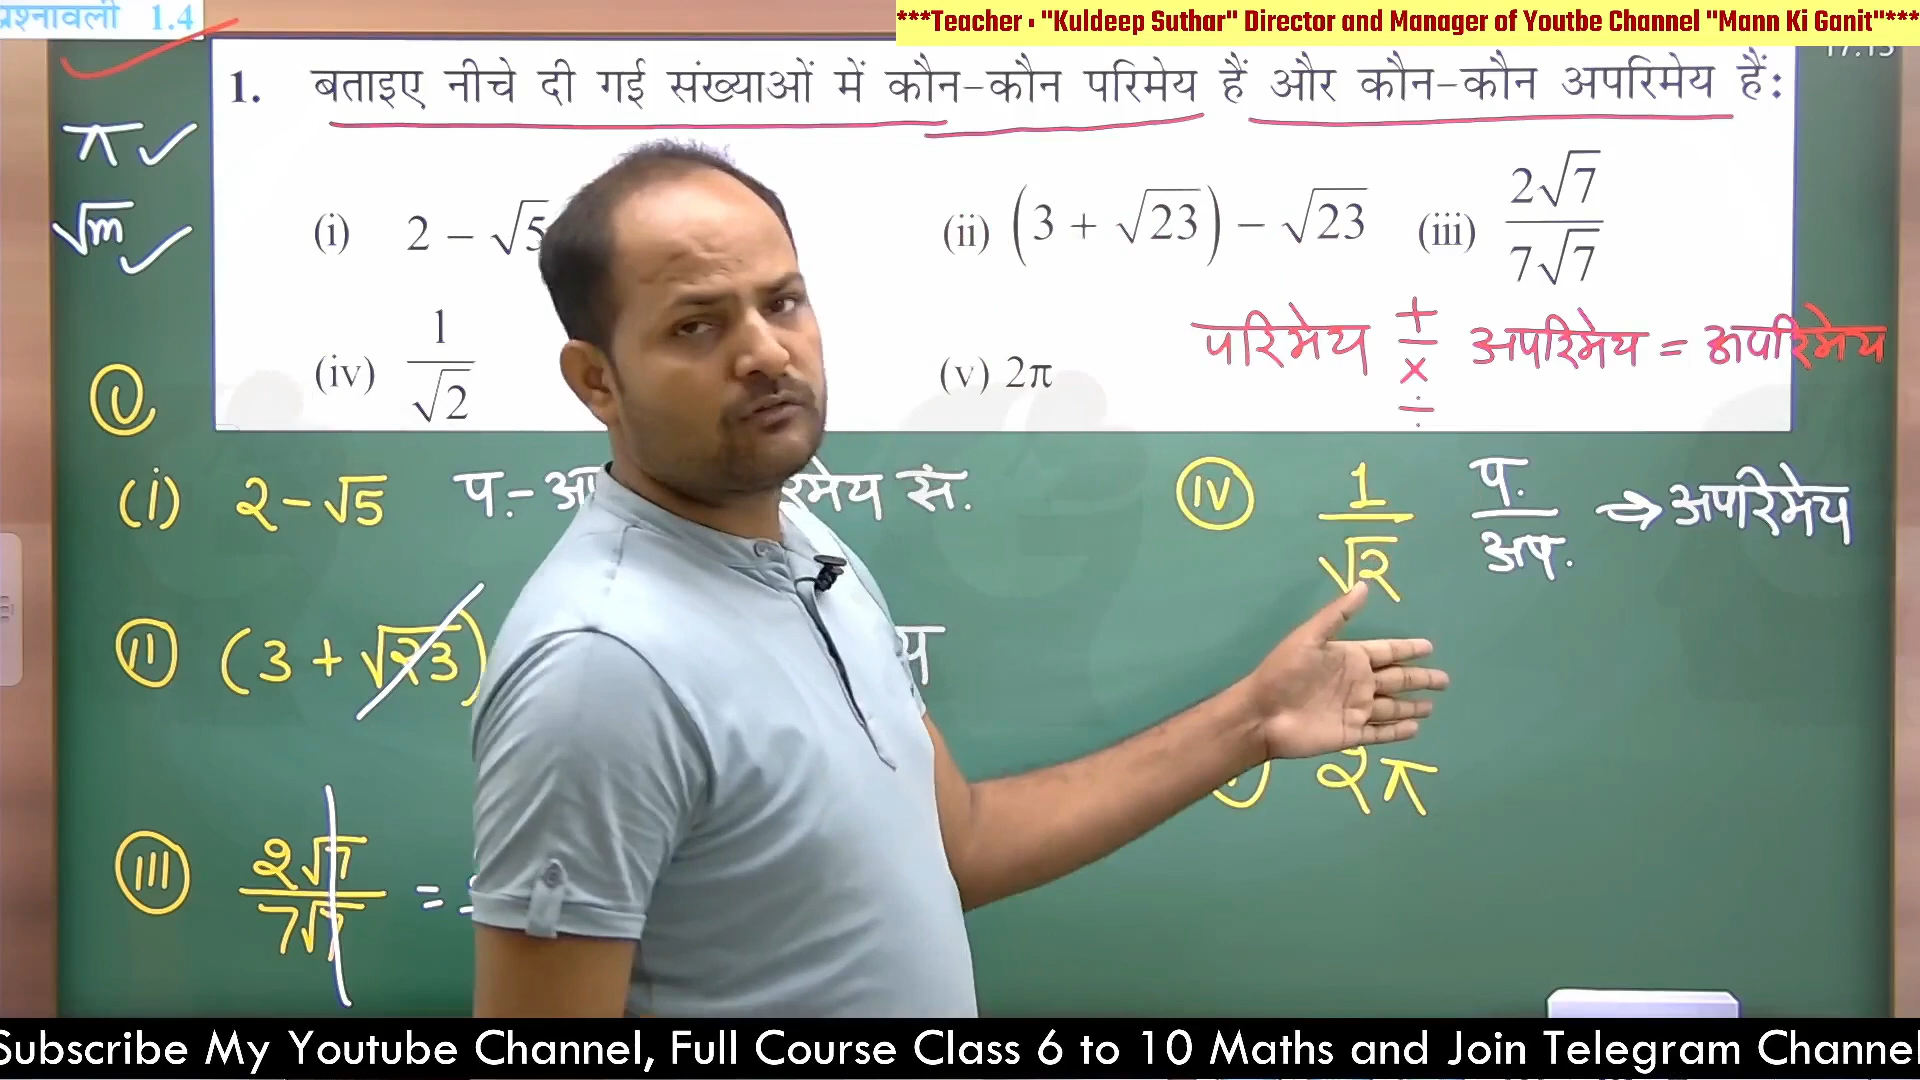 प्रश्नावली 1.4
***Teacher : "Kuldeep Suthar" Director and Manager of Youtbe Channel "Mann Ki Ganit"***
1. बताइए नीचे दी गई संख्याओं में कौन-कौन परिमेय हैं और कौन-कौन अपरिमेय हैं:
π ✓
√m ✓
(i) 2 − √5
(ii) (3 + √23) − √23
(iii) 2√7 / 7√7
(iv) 1 / √2
(v) 2π
परिमेय + − × ÷ अपरिमेय = अपरिमेय
①
(i) २-√5 प.-
सं.
(ii) (3 + √२3)
(iii) २√7 / 7√7 =
(iv) 1 / √२ प. / अप. ⇒ अपरिमेय
२π
Subscribe My Youtube Channel, Full Course Class 6 to 10 Maths and Join Telegram Channel